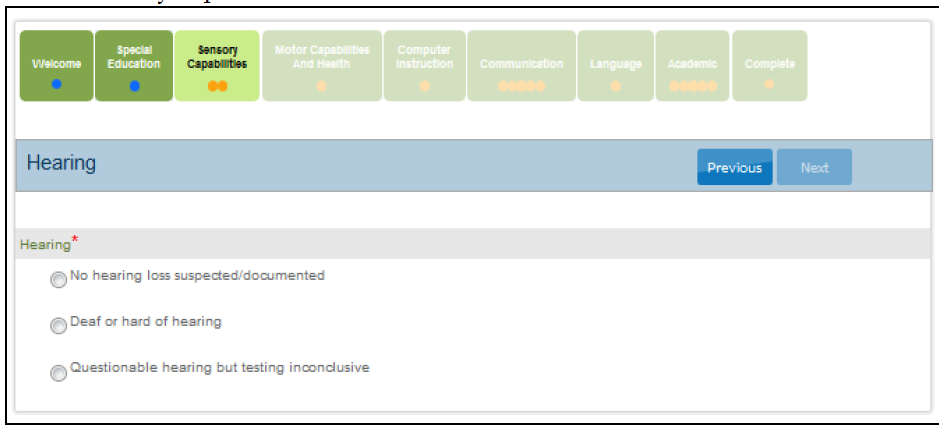 Welcome
Special
Education
Sensory
Capabilities
Motor Capabilities
And Health
Computer
Instruction
Communication
Language
Academic
Complete
Hearing
Previous
Next
Hearing*
No hearing loss suspected/documented
Deaf or hard of hearing
Questionable hearing but testing inconclusive